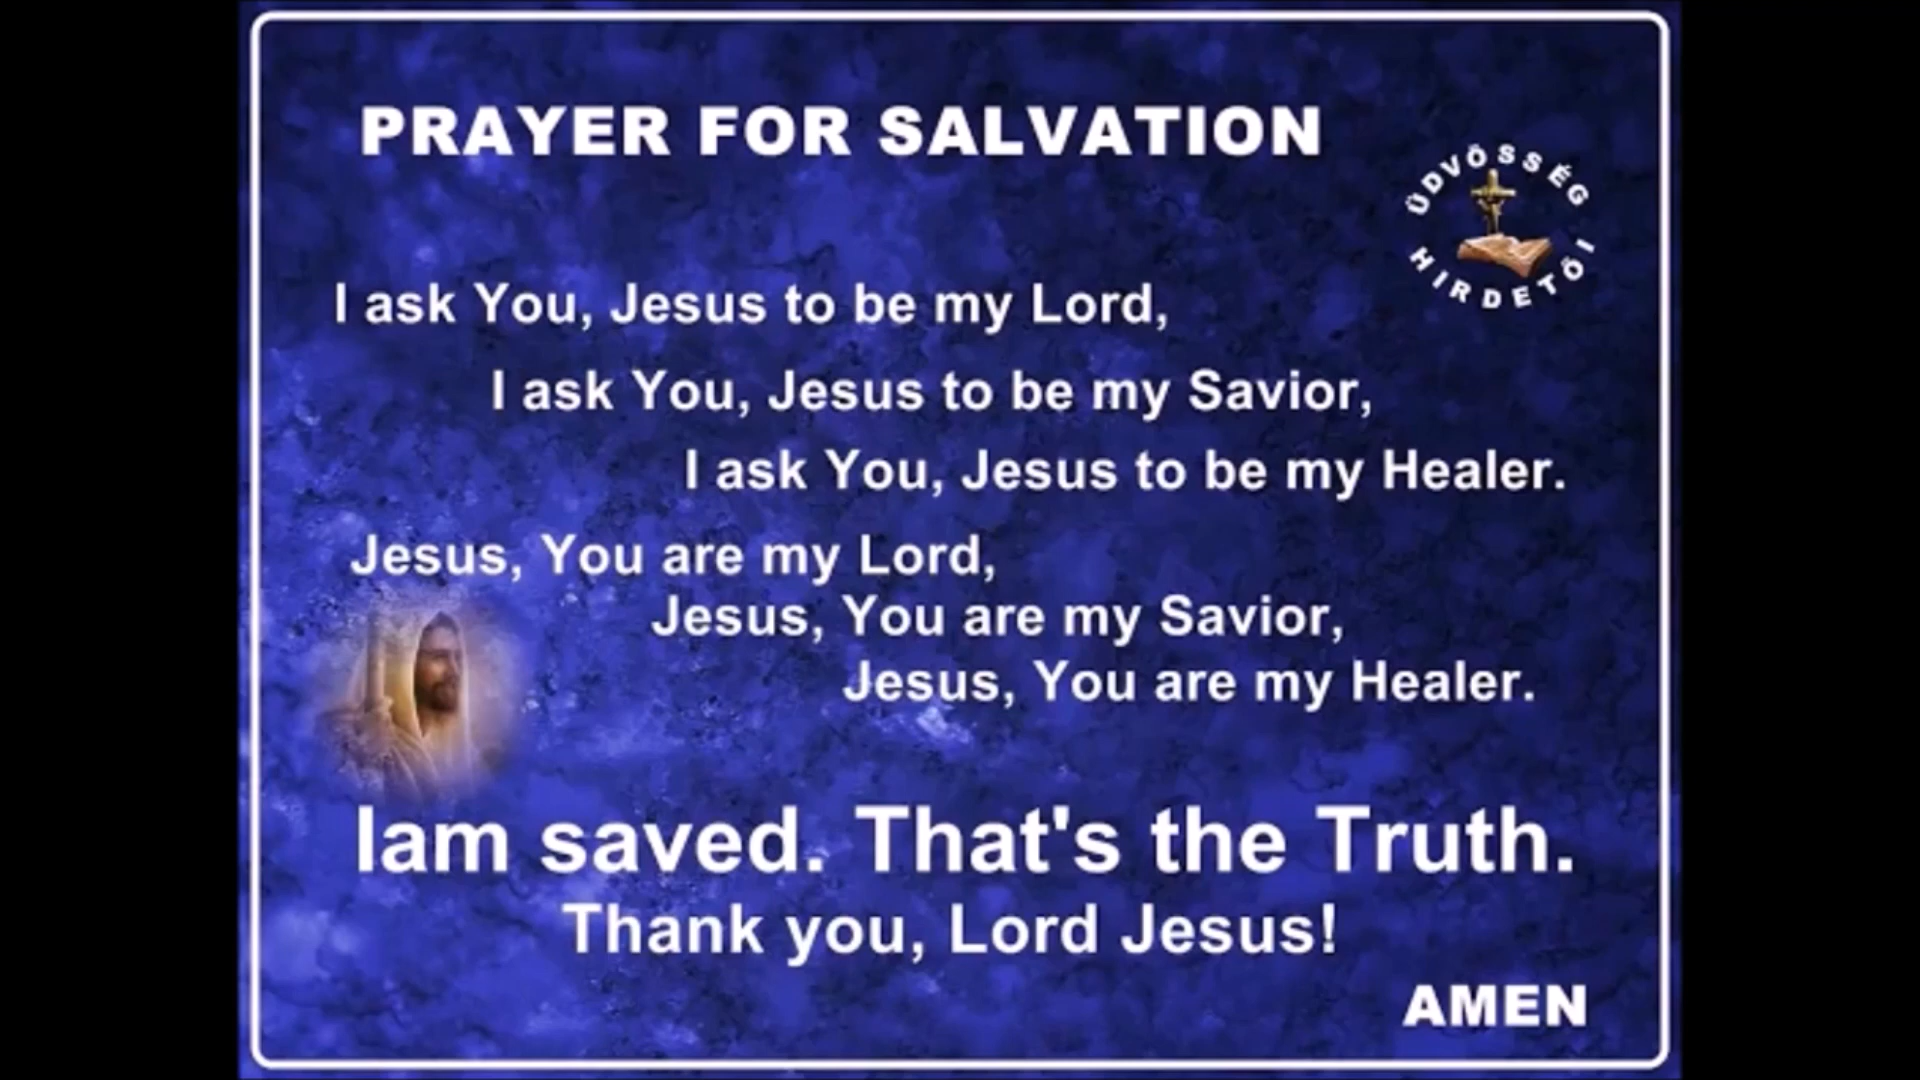 PRAYER FOR SALVATION
ÜDVÖSSÉG
HIRDETŐI
I ask You, Jesus to be my Lord,
I ask You, Jesus to be my Savior,
I ask You, Jesus to be my Healer.
Jesus, You are my Lord,
Jesus, You are my Savior,
Jesus, You are my Healer.
Iam saved. That's the Truth.
Thank you, Lord Jesus!
AMEN